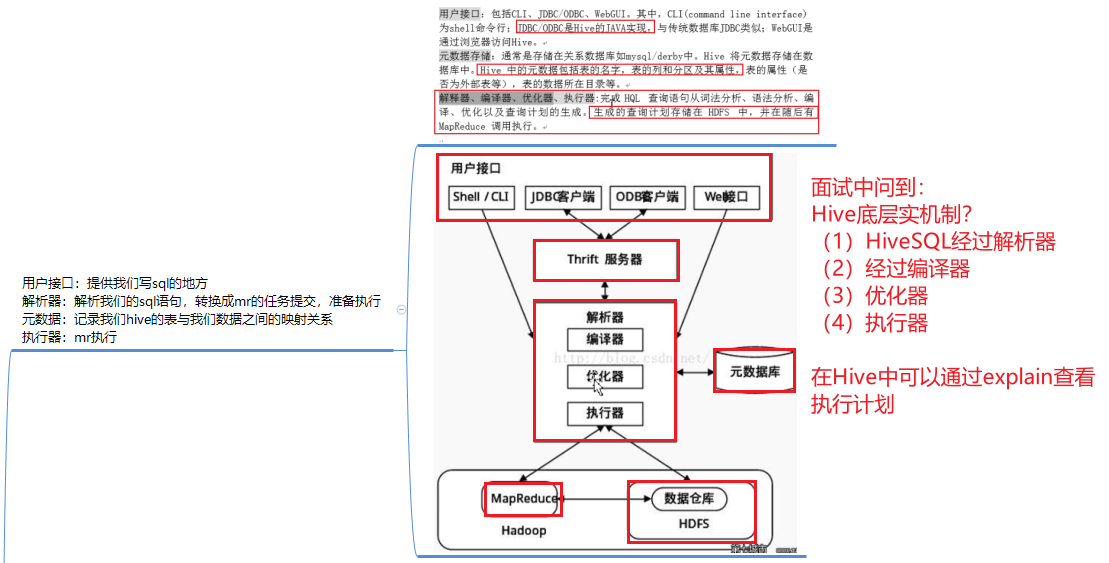 用户接口：包括CLI、JDBC/ODBC、WebGUI。其中，CLI(command line interface)
为shell命令行；JDBC/ODBC是Hive的JAVA实现，与传统数据库JDBC类似；WebGUI是
通过浏览器访问Hive。
元数据存储：通常是存储在关系数据库如mysql/derby中。Hive 将元数据存储在数
据库中。Hive 中的元数据包括表的名字，表的列和分区及其属性，表的属性（是
否为外部表等），表的数据所在目录等。
解释器、编译器、优化器、执行器:完成 HQL 查询语句从词法分析、语法分析、编
译、优化以及查询计划的生成。生成的查询计划存储在 HDFS 中，并在随后有
MapReduce 调用执行。
用户接口：提供我们写sql的地方
解析器：解析我们的sql语句，转换成mr的任务提交，准备执行
元数据：记录我们hive的表与我们数据之间的映射关系
执行器：mr执行
用户接口
Shell /CLI
JDBC客户端
ODB客户端
Web接口
Thrift 服务器
解析器
编译器
http://blog.csdn.net/
优化器
执行器
元数据库
MapReduce
数据仓库
HDFS
Hadoop
面试中问到：
Hive底层实机制？
（1）HiveSQL经过解析器
（2）经过编译器
（3）优化器
（4）执行器
在Hive中可以通过explain查看
执行计划